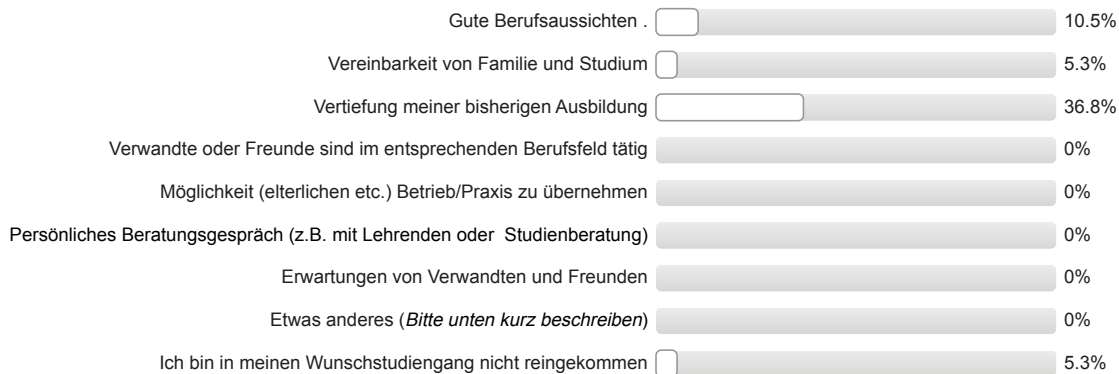 Gute Berufsaussichten . 10.5%
Vereinbarkeit von Familie und Studium 5.3%
Vertiefung meiner bisherigen Ausbildung 36.8%
Verwandte oder Freunde sind im entsprechenden Berufsfeld tätig 0%
Möglichkeit (elterlichen etc.) Betrieb/Praxis zu übernehmen 0%
Persönliches Beratungsgespräch (z.B. mit Lehrenden oder Studienberatung) 0%
Erwartungen von Verwandten und Freunden 0%
Etwas anderes (Bitte unten kurz beschreiben) 0%
Ich bin in meinen Wunschstudiengang nicht reingekommen 5.3%